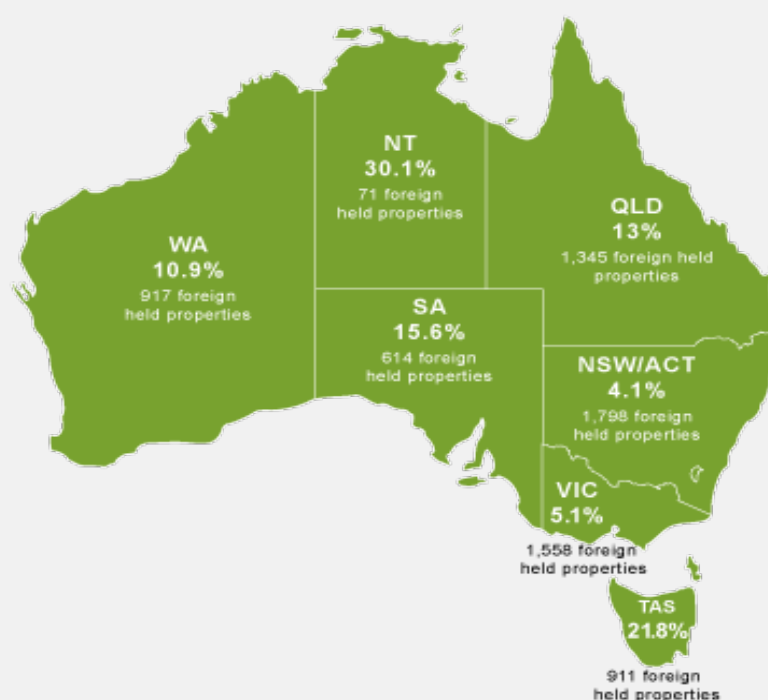 NT
30.1%
71 foreign
held properties
QLD
13%
1,345 foreign held
properties
WA
10.9%
917 foreign
held properties
SA
15.6%
614 foreign
held properties
NSW/ACT
4.1%
1,798 foreign
held properties
VIC
5.1%
1,558 foreign
held properties
TAS
21.8%
911 foreign
held properties